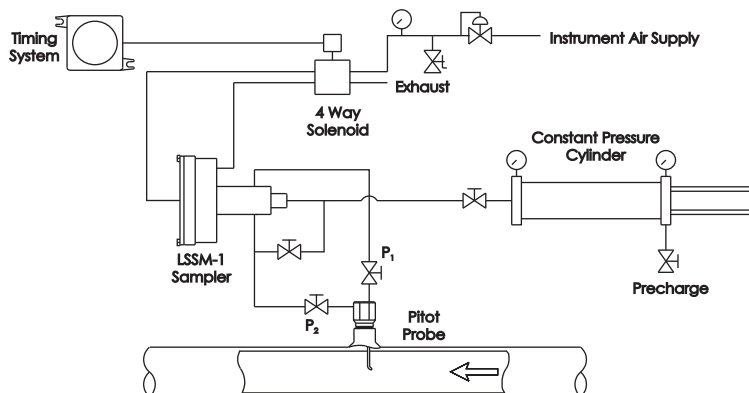 Timing
System
Instrument Air Supply
Exhaust
4 Way
Solenoid
Constant Pressure
Cylinder
LSSM-1
Sampler
P1
Precharge
P2
Pitot
Probe